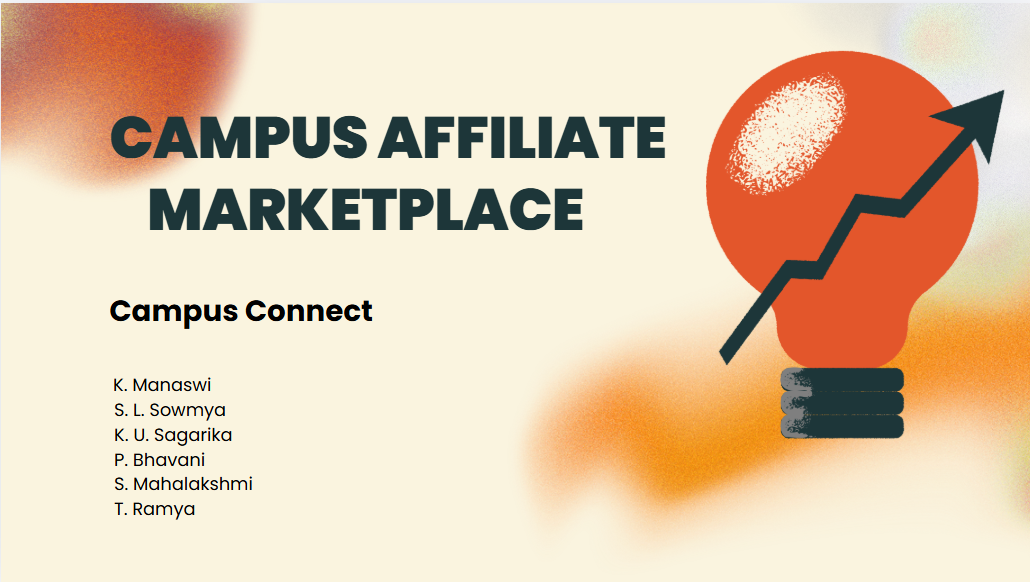 CAMPUS AFFILIATE
MARKETPLACE
Campus Connect
K. Manaswi
S. L. Sowmya
K. U. Sagarika
P. Bhavani
S. Mahalakshmi
T. Ramya